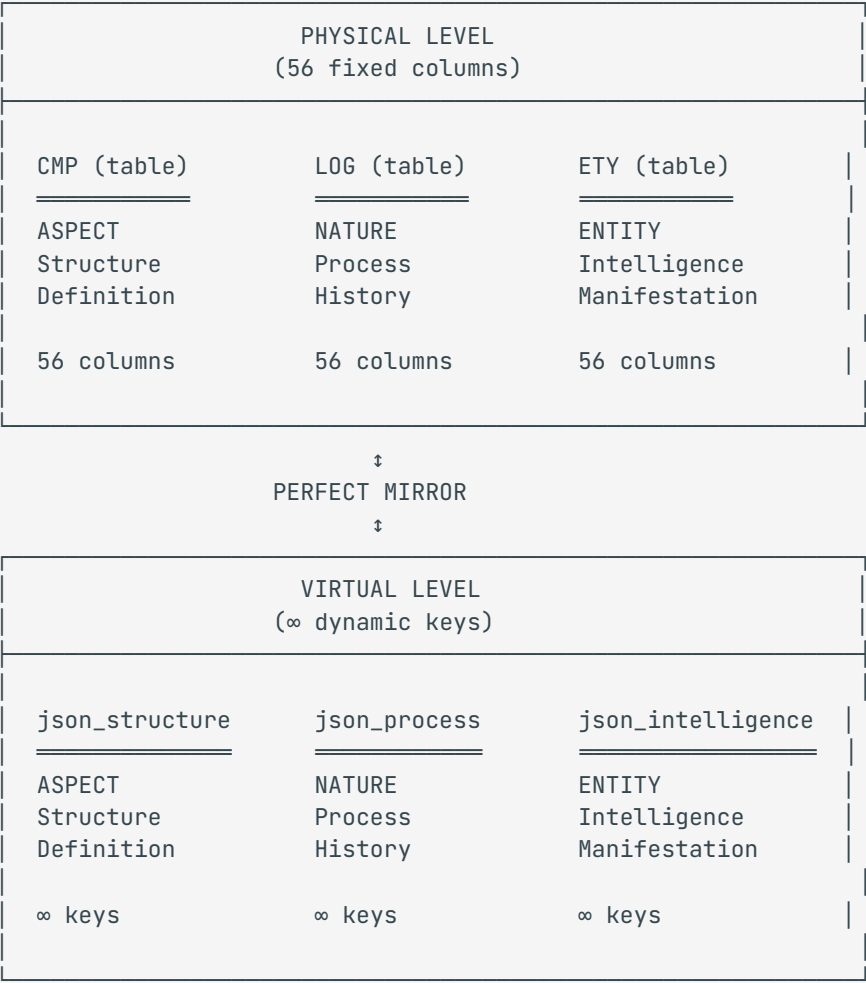 PHYSICAL LEVEL
(56 fixed columns)
CMP (table) LOG (table) ETY (table)
ASPECT NATURE ENTITY
Structure Process Intelligence
Definition History Manifestation
56 columns 56 columns 56 columns
↕
PERFECT MIRROR
↕
VIRTUAL LEVEL
(∞ dynamic keys)
json_structure json_process json_intelligence
ASPECT NATURE ENTITY
Structure Process Intelligence
Definition History Manifestation
∞ keys ∞ keys ∞ keys